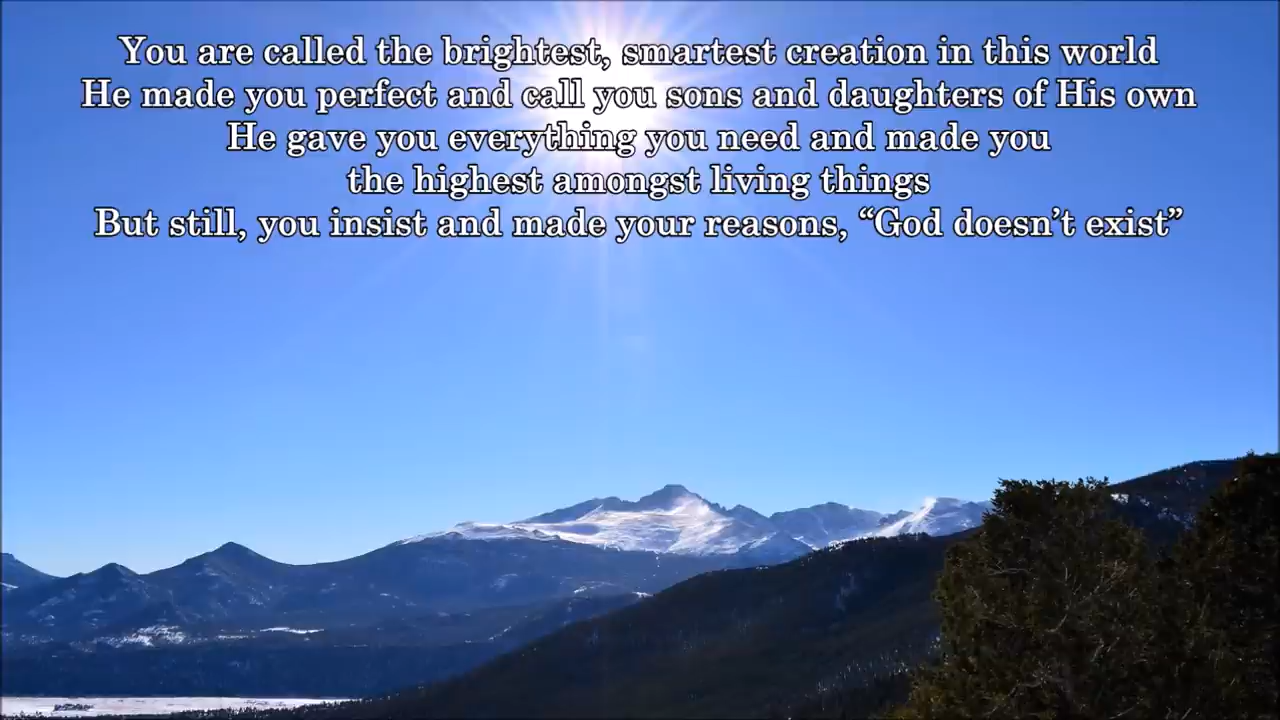 You are called the brightest, smartest creation in this world
He made you perfect and call you sons and daughters of His own
He gave you everything you need and made you
the highest amongst living things
But still, you insist and made your reasons, “God doesn’t exist”